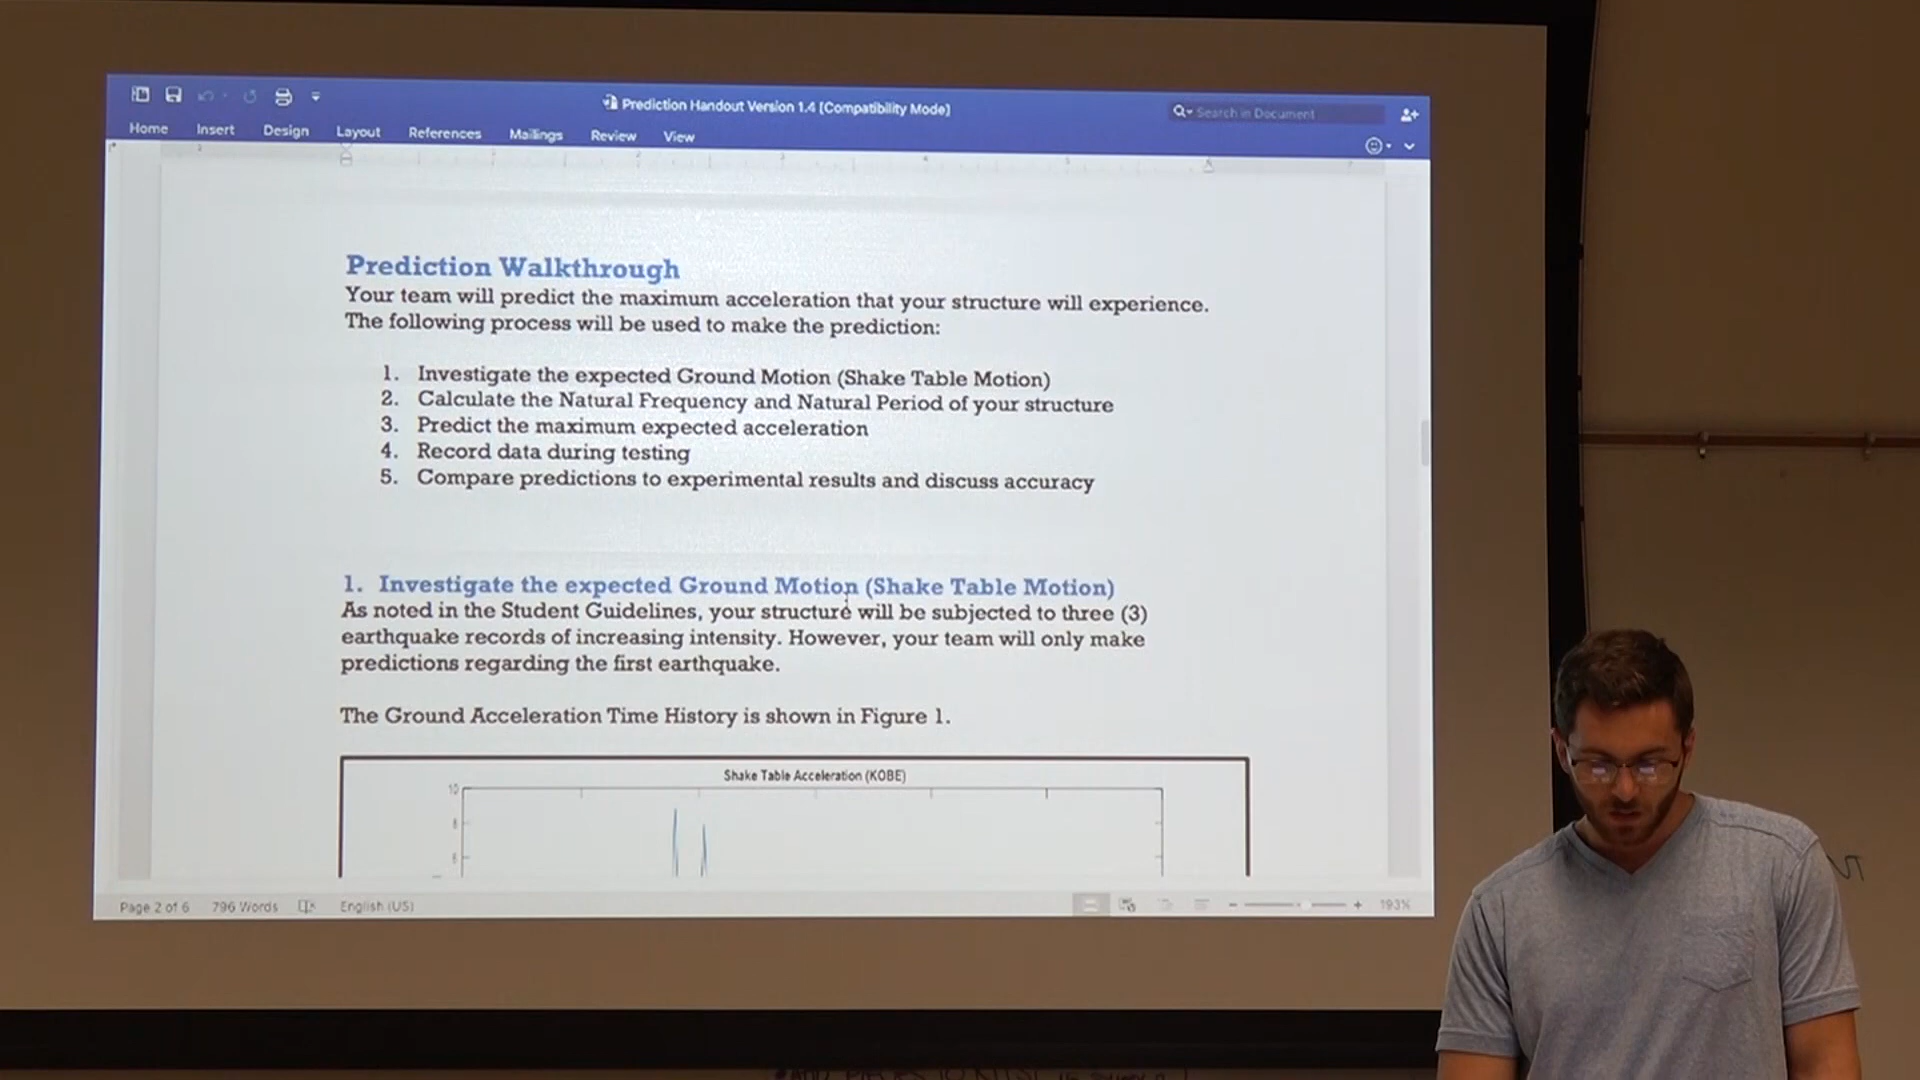 Prediction Handout Version 1.4 [Compatibility Mode]
Search in Document
Home Insert Design Layout References Mailings Review View
Prediction Walkthrough
Your team will predict the maximum acceleration that your structure will experience.
The following process will be used to make the prediction:
1. Investigate the expected Ground Motion (Shake Table Motion)
2. Calculate the Natural Frequency and Natural Period of your structure
3. Predict the maximum expected acceleration
4. Record data during testing
5. Compare predictions to experimental results and discuss accuracy
1. Investigate the expected Ground Motion (Shake Table Motion)
As noted in the Student Guidelines, your structure will be subjected to three (3)
earthquake records of increasing intensity. However, your team will only make
predictions regarding the first earthquake.
The Ground Acceleration Time History is shown in Figure 1.
Shake Table Acceleration (KOBE)
10
8
6
Page 2 of 6 796 Words English (US) 193%